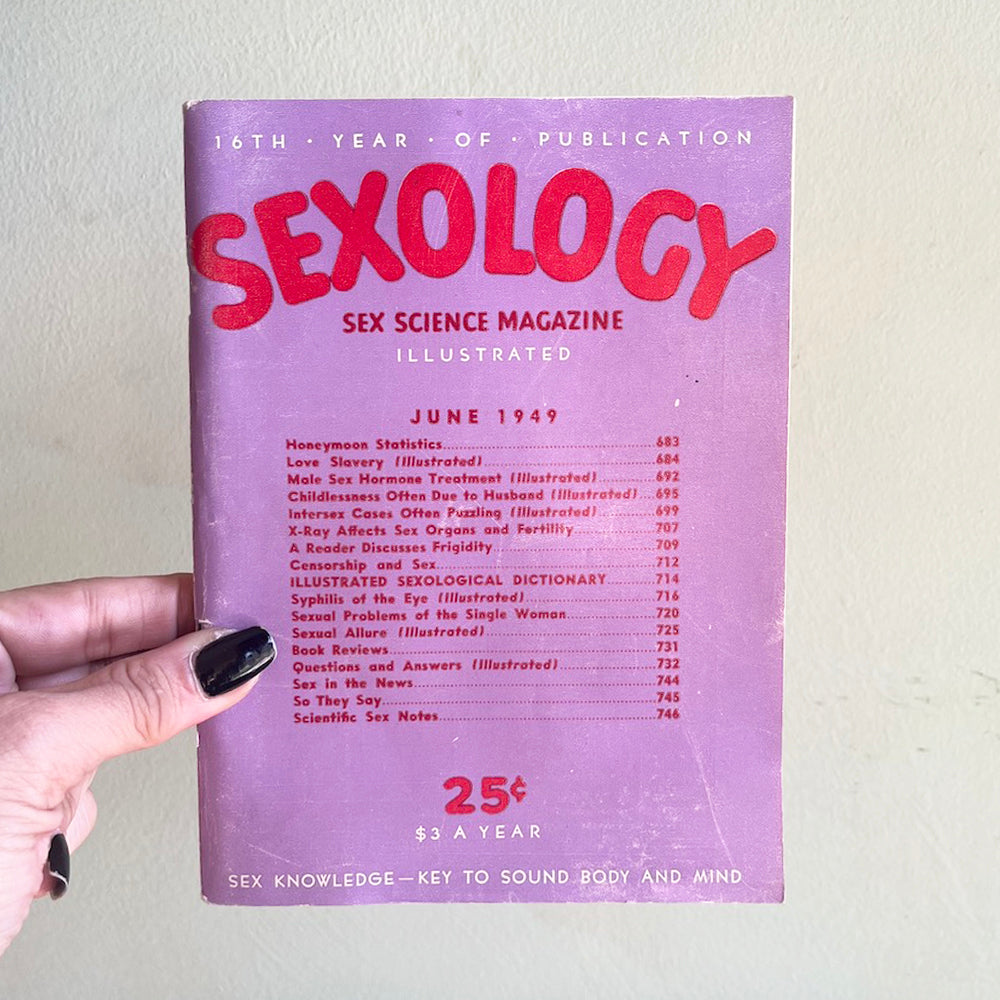 16TH · YEAR · OF · PUBLICATION
SEXOLOGY
SEX SCIENCE MAGAZINE
ILLUSTRATED
JUNE 1949
Honeymoon Statistics........683
Love Slavery (Illustrated)........684
Male Sex Hormone Treatment (Illustrated)........692
Childlessness Often Due to Husband (Illustrated)....695
Intersex Cases Often Puzzling (Illustrated)........699
X-Ray Affects Sex Organs and Fertility........707
A Reader Discusses Frigidity........709
Censorship and Sex........712
ILLUSTRATED SEXOLOGICAL DICTIONARY........714
Syphilis of the Eye (Illustrated)........716
Sexual Problems of the Single Woman........720
Sexual Allure (Illustrated)........725
Book Reviews........731
Questions and Answers (Illustrated)........732
Sex in the News........744
So They Say........745
Scientific Sex Notes........746
25¢
$3 A YEAR
SEX KNOWLEDGE—KEY TO SOUND BODY AND MIND